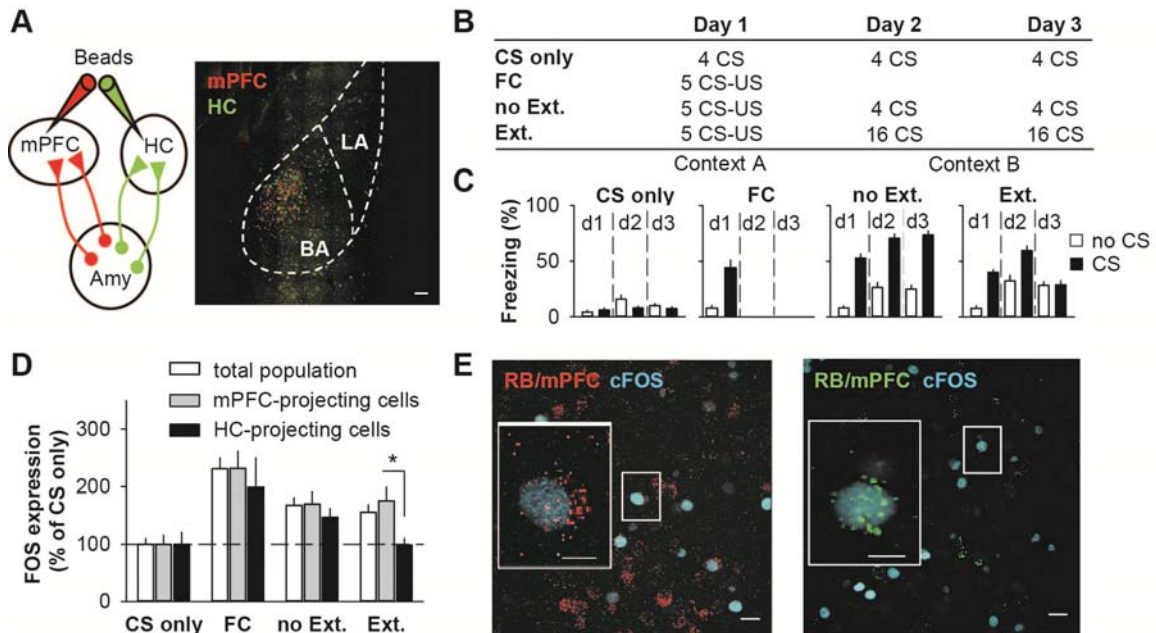 A
Beads
mPFC
HC
Amy
mPFC
HC
LA
BA
B
Day 1 Day 2 Day 3
CS only 4 CS 4 CS 4 CS
FC 5 CS-US
no Ext. 5 CS-US 4 CS 4 CS
Ext. 5 CS-US 16 CS 16 CS
Context A Context B
C
CS only FC no Ext. Ext.
Freezing (%)
100
50
0
d1 d2 d3
d1 d2 d3
d1 d2 d3
d1 d2 d3
no CS
CS
D
total population
mPFC-projecting cells
HC-projecting cells
FOS expression
(% of CS only)
300
200
100
0
*
CS only FC no Ext. Ext.
E
RB/mPFC cFOS
RB/mPFC cFOS